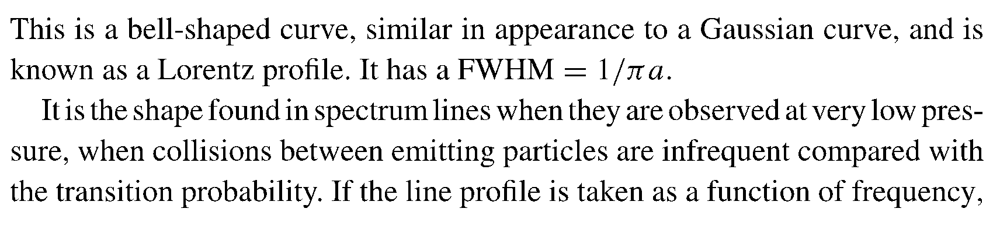 This is a bell-shaped curve, similar in appearance to a Gaussian curve, and is
known as a Lorentz profile. It has a FWHM = 1/πa.
It is the shape found in spectrum lines when they are observed at very low pres-
sure, when collisions between emitting particles are infrequent compared with
the transition probability. If the line profile is taken as a function of frequency,